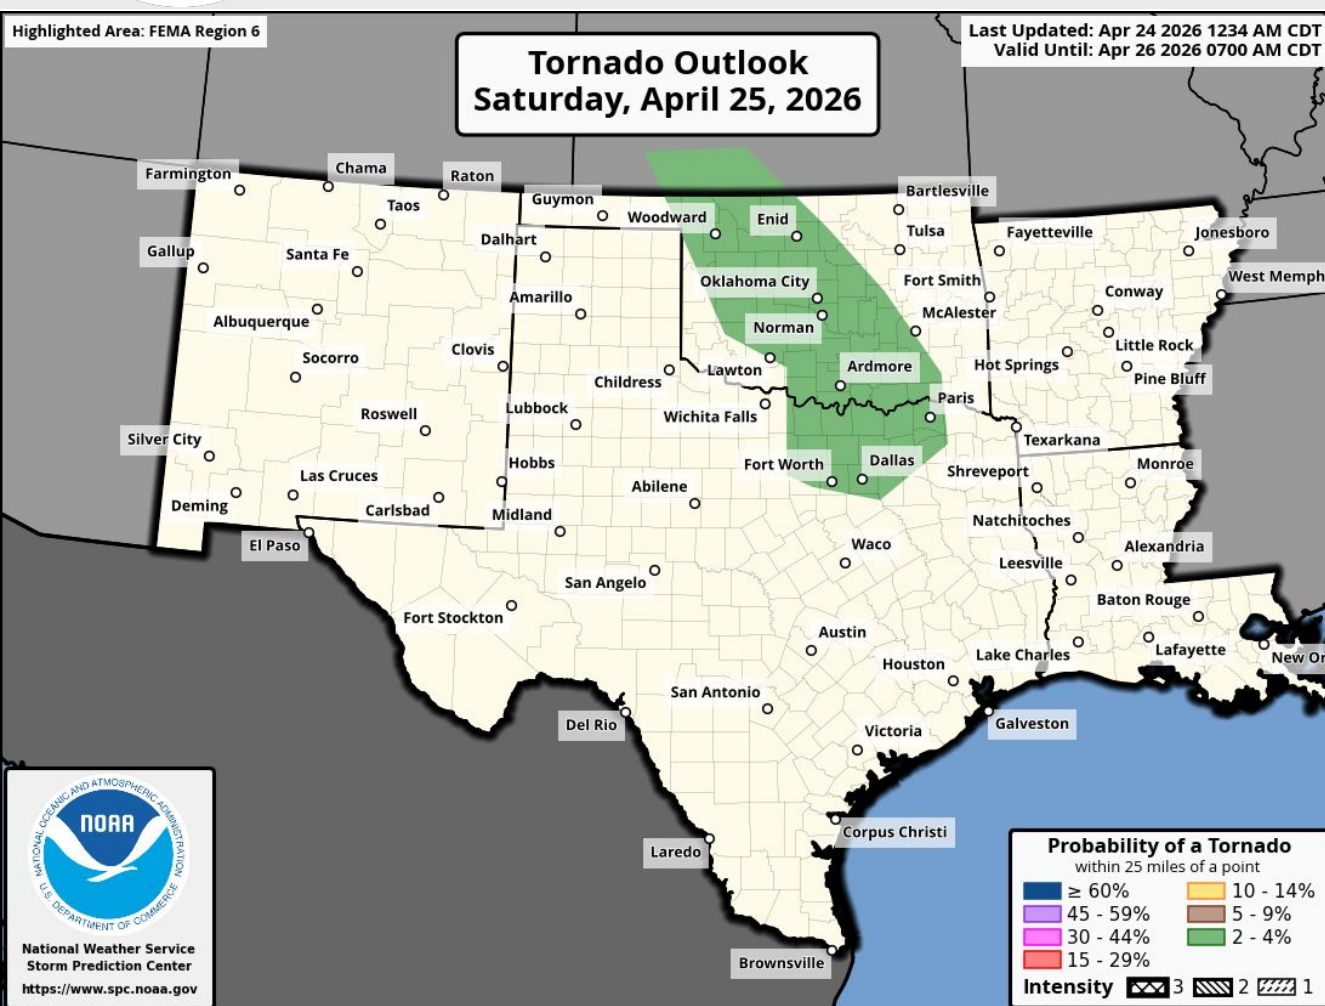 Highlighted Area: FEMA Region 6
Last Updated: Apr 24 2026 1234 AM CDT
Valid Until: Apr 26 2026 0700 AM CDT
Tornado Outlook
Saturday, April 25, 2026
Farmington
Chama
Raton
Taos
Guymon
Woodward
Enid
Bartlesville
Tulsa
Fayetteville
Jonesboro
Gallup
Santa Fe
Dalhart
Oklahoma City
Fort Smith
West Memph
Amarillo
Conway
Albuquerque
Norman
McAlester
Little Rock
Socorro
Clovis
Childress
Lawton
Ardmore
Hot Springs
Pine Bluff
Roswell
Lubbock
Wichita Falls
Paris
Texarkana
Silver City
Las Cruces
Hobbs
Fort Worth
Dallas
Shreveport
Monroe
Deming
Carlsbad
Abilene
Midland
Natchitoches
El Paso
Waco
Alexandria
San Angelo
Leesville
Fort Stockton
Baton Rouge
Austin
Lake Charles
Lafayette
New Or
Houston
San Antonio
Del Rio
Galveston
Victoria
Corpus Christi
Laredo
Brownsville
NATIONAL OCEANIC AND ATMOSPHERIC ADMINISTRATION
NOAA
U.S. DEPARTMENT OF COMMERCE
National Weather Service
Storm Prediction Center
https://www.spc.noaa.gov
Probability of a Tornado
within 25 miles of a point
≥ 60%
10 - 14%
45 - 59%
5 - 9%
30 - 44%
2 - 4%
15 - 29%
Intensity 3 2 1